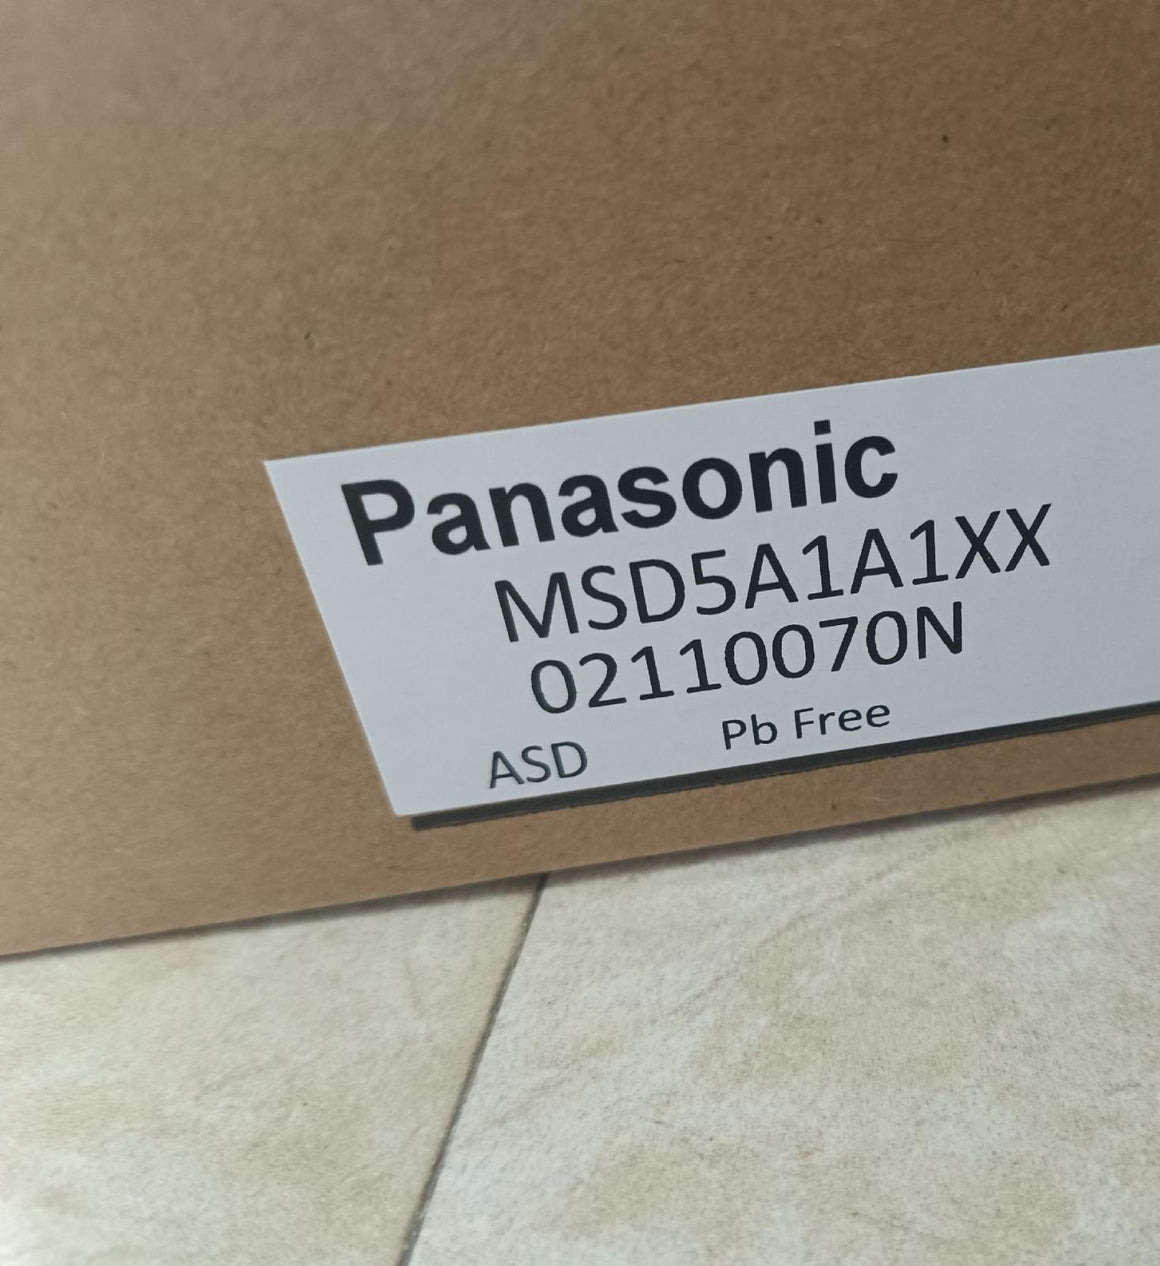 Panasonic
MSD5A1A1XX
02110070N
Pb Free
ASD